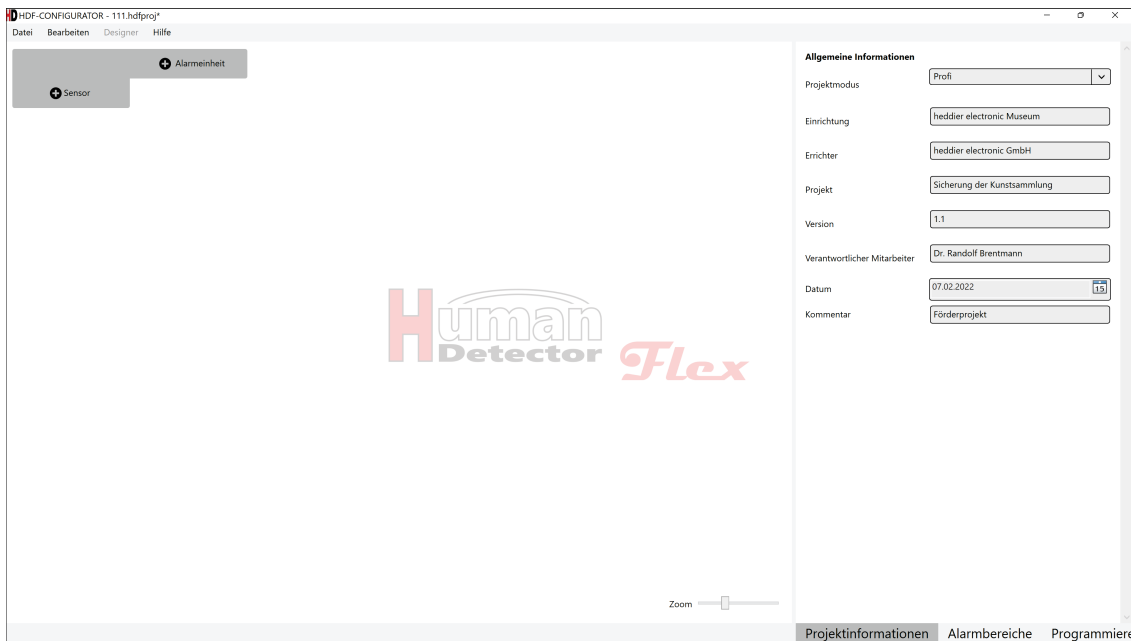 HD HDF-CONFIGURATOR - 111.hdfproj*
Datei Bearbeiten Designer Hilfe
Alarmeinheit
Sensor
Human
Detector Flex
Zoom
Allgemeine Informationen
Projektmodus Profi
Einrichtung heddier electronic Museum
Errichter heddier electronic GmbH
Projekt Sicherung der Kunstsammlung
Version 1.1
Verantwortlicher Mitarbeiter Dr. Randolf Brentmann
Datum 07.02.2022 15
Kommentar Förderprojekt
Projektinformationen Alarmbereiche Programmiere